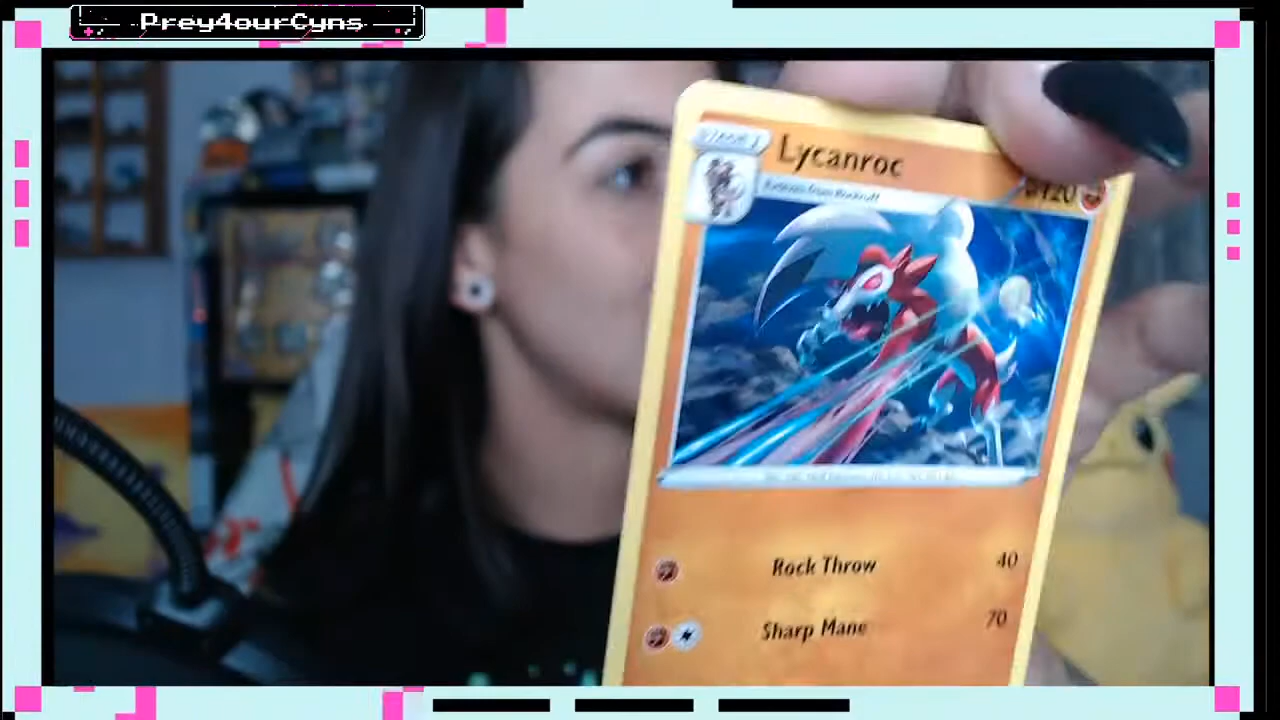 Prey4ourCyns
STAGE 1
Lycanroc
Evolves from Rockruff
120
Rock Throw 40
Sharp Mane 70